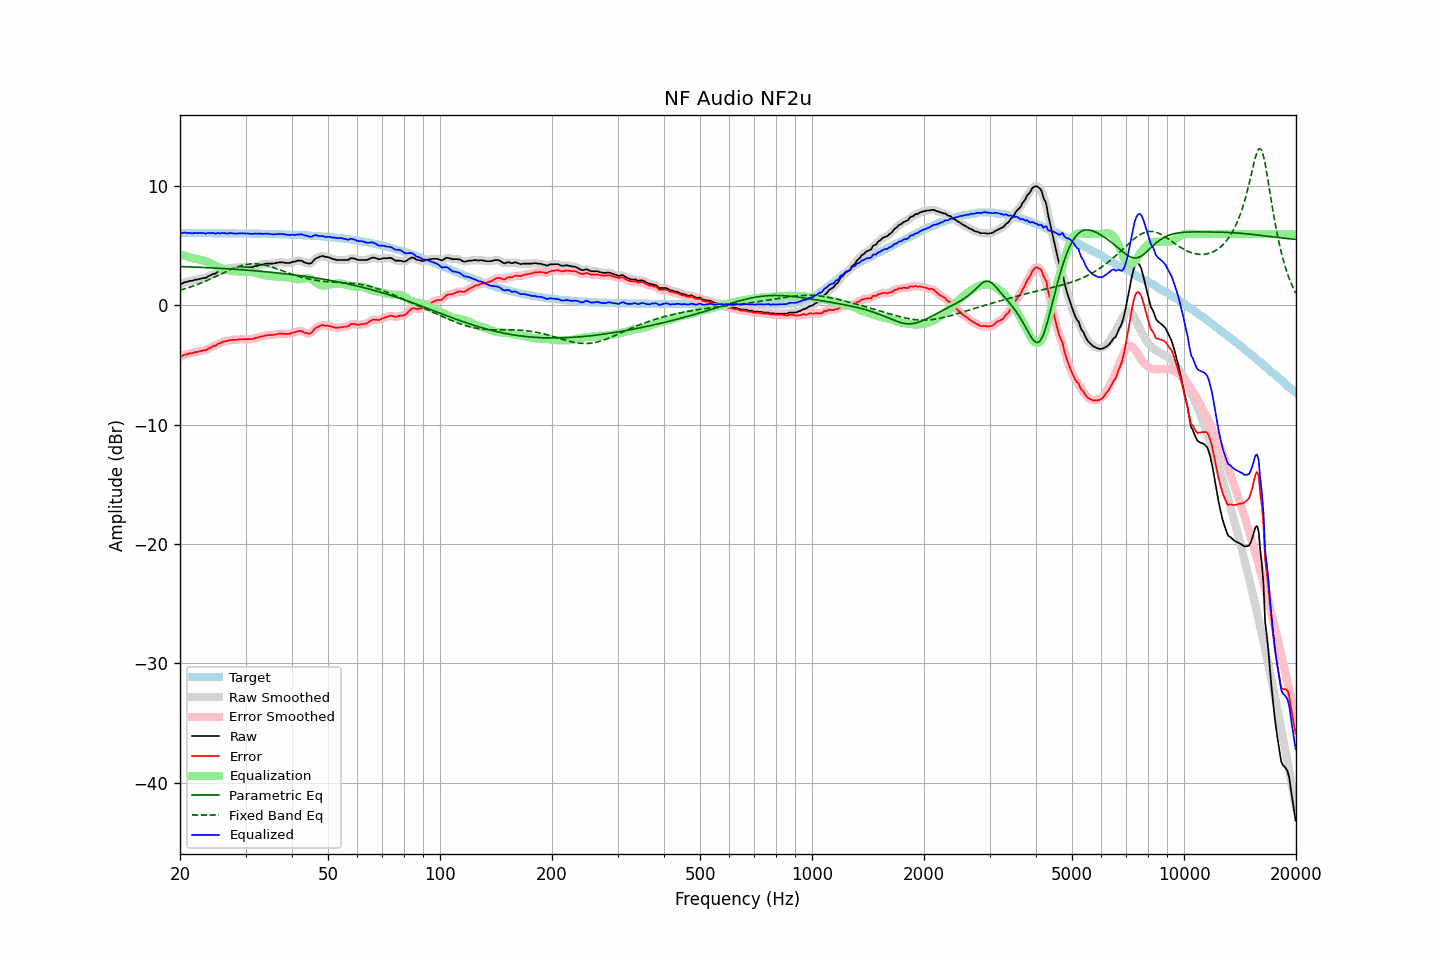 NF Audio NF2u
Amplitude (dBr)
10
0
−10
−20
−30
−40
Target
Raw Smoothed
Error Smoothed
Raw
Error
Equalization
Parametric Eq
Fixed Band Eq
Equalized
20 50 100 200 500 1000 2000 5000 10000 20000
Frequency (Hz)